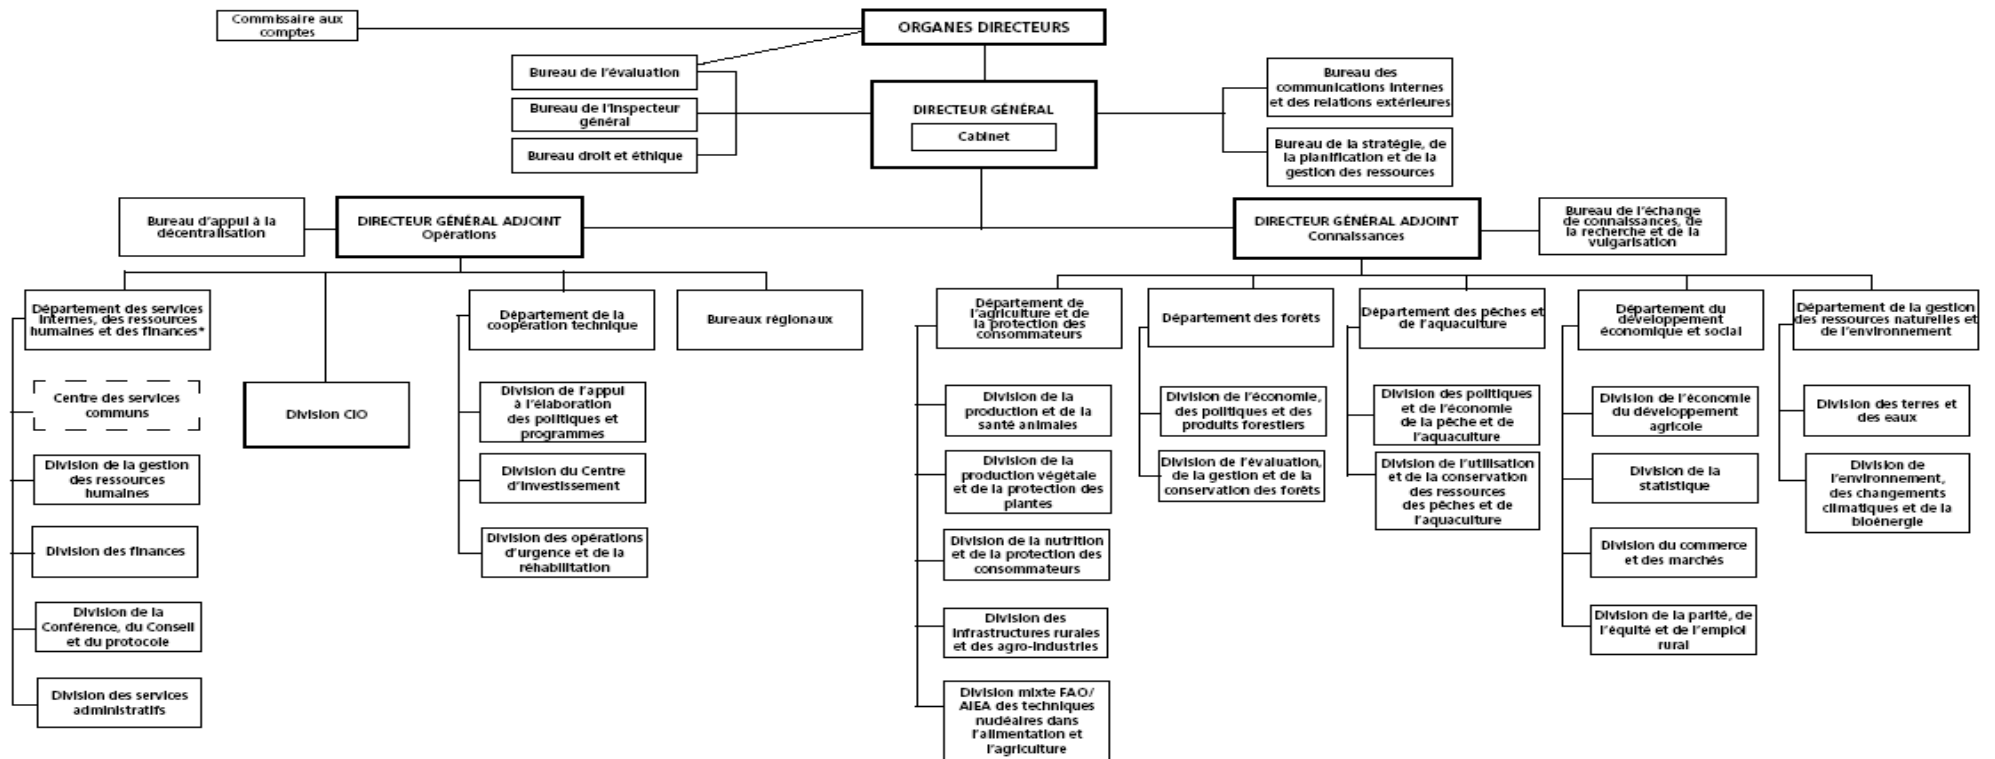 Commissaire aux
comptes
ORGANES DIRECTEURS
Bureau de l'évaluation
Bureau de l'Inspecteur
général
Bureau droit et éthique
DIRECTEUR GÉNÉRAL
Cabinet
Bureau des
communications internes
et des relations extérieures
Bureau de la stratégie, de
la planification et de la
gestion des ressources
Bureau d'appui à la
décentralisation
DIRECTEUR GÉNÉRAL ADJOINT
Opérations
DIRECTEUR GÉNÉRAL ADJOINT
Connaissances
Bureau de l'échange
de connaissances, de
la recherche et de la
vulgarisation
Département des services
internes, des ressources
humaines et des finances*
Centre des services
communs
Division de la gestion
des ressources
humaines
Division des finances
Division de la
Conférence, du Conseil
et du protocole
Division des services
administratifs
Division CIO
Département de la
coopération technique
Division de l'appui
à l'élaboration
des politiques et
programmes
Division du Centre
d'investissement
Division des opérations
d'urgence et de la
réhabilitation
Bureaux régionaux
Département de
l'agriculture et de
la protection des
consommateurs
Division de la
production et de la
santé animales
Division de la
production végétale
et de la protection des
plantes
Division de la nutrition
et de la protection des
consommateurs
Division des
infrastructures rurales
et des agro-industries
Division mixte FAO/
AIEA des techniques
nucléaires dans
l'alimentation et
l'agriculture
Département des forêts
Division de l'économie,
des politiques et des
produits forestiers
Division de l'évaluation,
de la gestion et de la
conservation des forêts
Département des pêches et
de l'aquaculture
Division des politiques
et de l'économie
de la pêche et de
l'aquaculture
Division de l'utilisation
et de la conservation
des ressources
des pêches et de
l'aquaculture
Département du
développement
économique et social
Division de l'économie
du développement
agricole
Division de la
statistique
Division du commerce
et des marchés
Division de la parité, de
l'équité et de l'emploi
rural
Département de la gestion
des ressources naturelles et
de l'environnement
Division des terres et
des eaux
Division de
l'environnement,
des changements
climatiques et de la
bioénergie